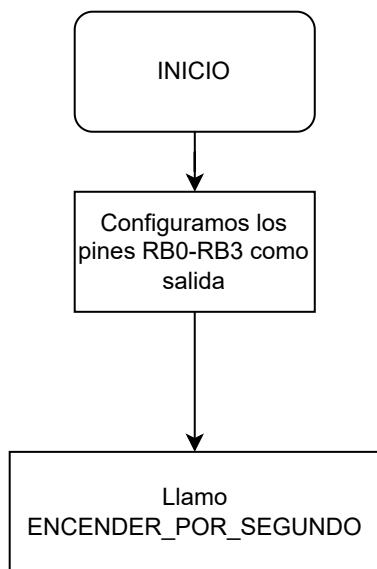 INICIO
Configuramos los
pines RB0-RB3 como
salida
Llamo
ENCENDER_POR_SEGUNDO